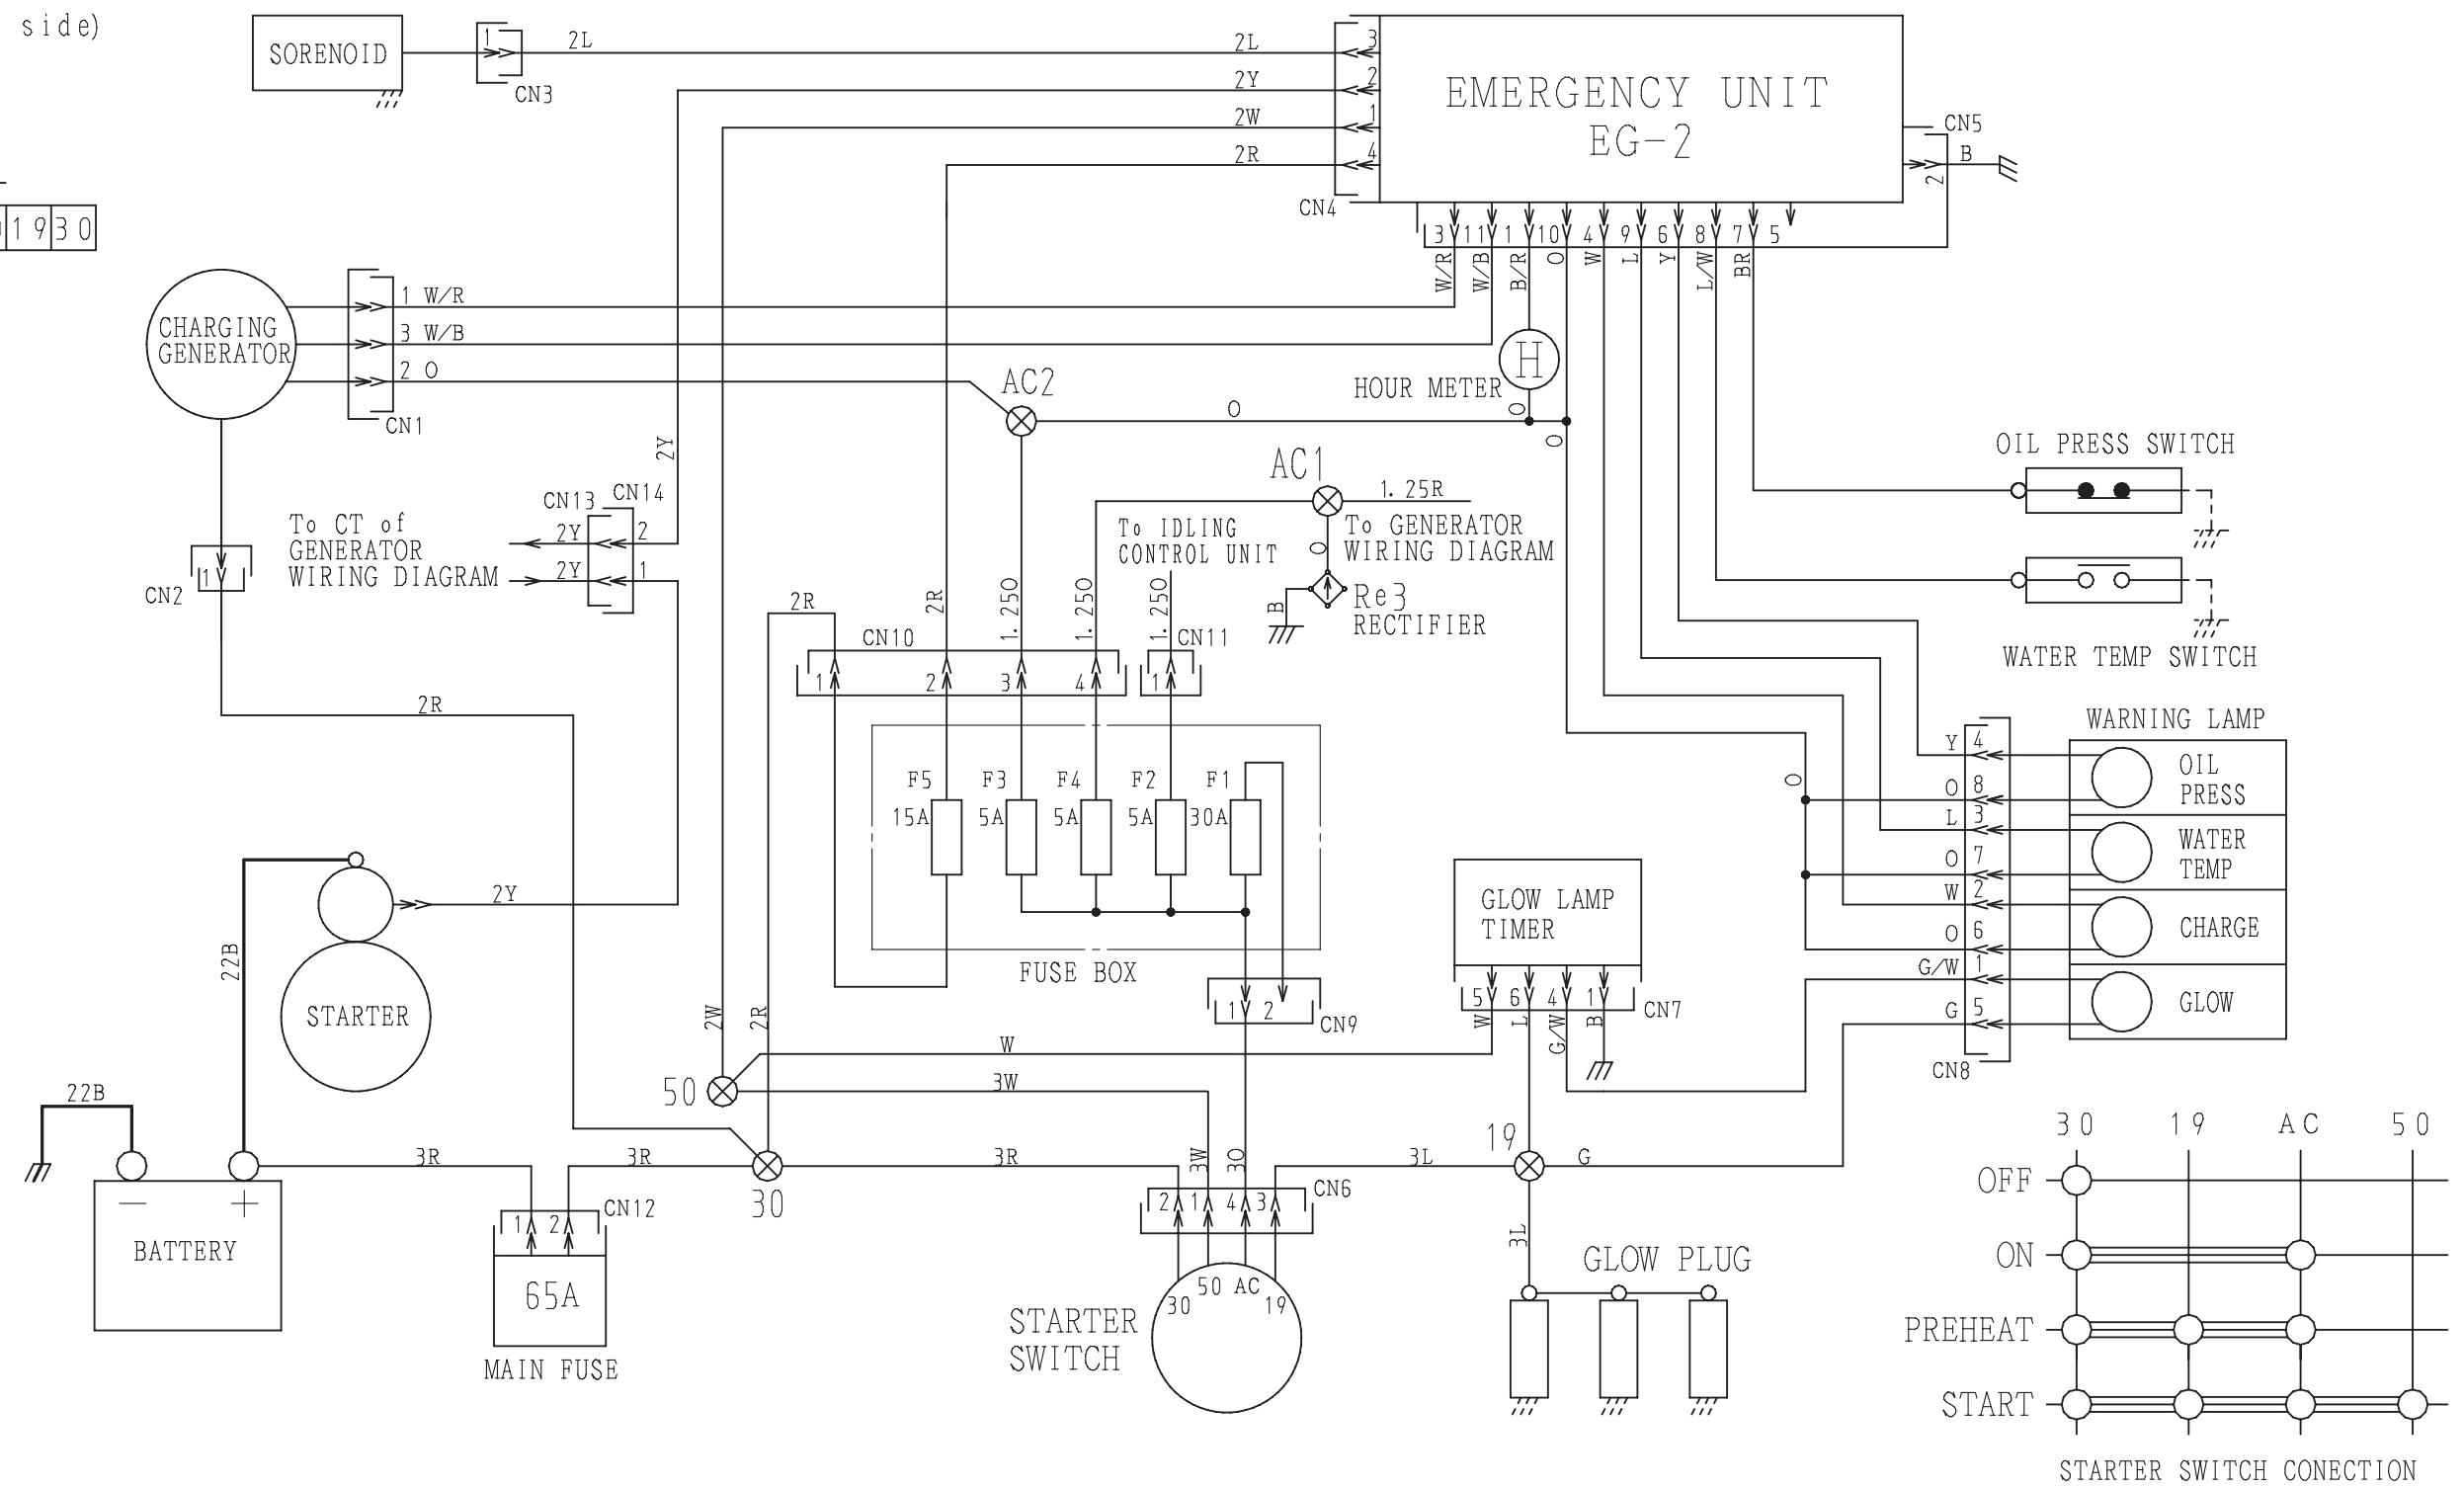 side)
19 30
SORENOID
1
2L
CN3
2L
3
2Y
2
2W
1
2R
4
CN4
EMERGENCY UNIT
EG-2
CN5
B
2
3 11 1 10 4 9 6 8 7 5
W/R
W/B
B/R
O
W
L
Y
L/W
BR
CHARGING
GENERATOR
1 W/R
3 W/B
2 O
CN1
AC2
O
HOUR METER
H
O
O
2Y
CN13
CN14
To CT of
GENERATOR
WIRING DIAGRAM
2Y
2
2Y
1
CN2
1
AC1
1.25R
To GENERATOR
WIRING DIAGRAM
To IDLING
CONTROL UNIT
O
B
Re3
RECTIFIER
OIL PRESS SWITCH
WATER TEMP SWITCH
2R
2R
1.25O
1.25O
1.25O
CN10
CN11
1
2
3
4
1
2R
F5
15A
F3
5A
F4
5A
F2
5A
F1
30A
FUSE BOX
WARNING LAMP
Y 4
O 8
L 3
O 7
W 2
O 6
G/W 1
G 5
CN8
O
OIL
PRESS
WATER
TEMP
CHARGE
GLOW
GLOW LAMP
TIMER
5 6 4 1
CN7
W
L
G/W
B
2Y
22B
STARTER
2W
2R
W
50
3W
1 2
CN9
22B
BATTERY
−
+
3R
3R
30
3R
3W
3O
3L
19
G
CN12
1 2
65A
MAIN FUSE
CN6
2 1 4 3
30
50
AC
19
STARTER
SWITCH
3L
GLOW PLUG
30 19 AC 50
OFF
ON
PREHEAT
START
STARTER SWITCH CONECTION